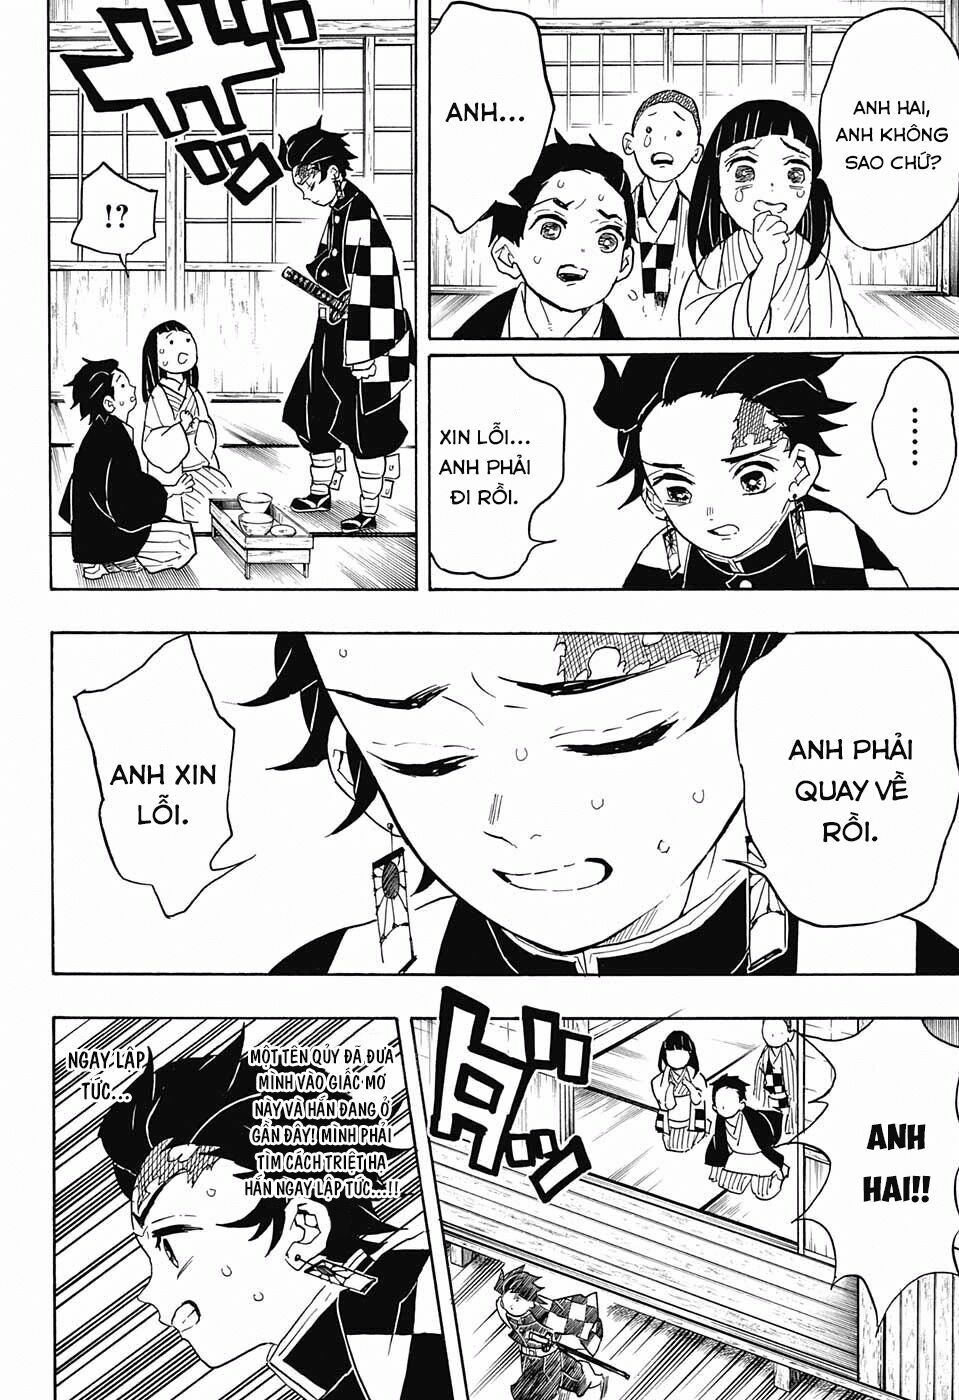 ANH HAI,
ANH KHÔNG
SAO CHỨ?
ANH...
......
XIN LỖI...
ANH PHẢI
ĐI RỒI.
!?
ANH PHẢI
QUAY VỀ
RỒI.
ANH XIN
LỖI.
ANH
HAI!!
MỘT TÊN QỦY ĐÃ ĐƯA
MÌNH VÀO GIẤC MƠ
NÀY VÀ HẮN ĐANG Ở
GẦN ĐÂY! MÌNH PHẢI
TÌM CÁCH TRIỆT HẠ
HẮN NGAY LẬP TỨC...!!
NGAY LẬP
TỨC...